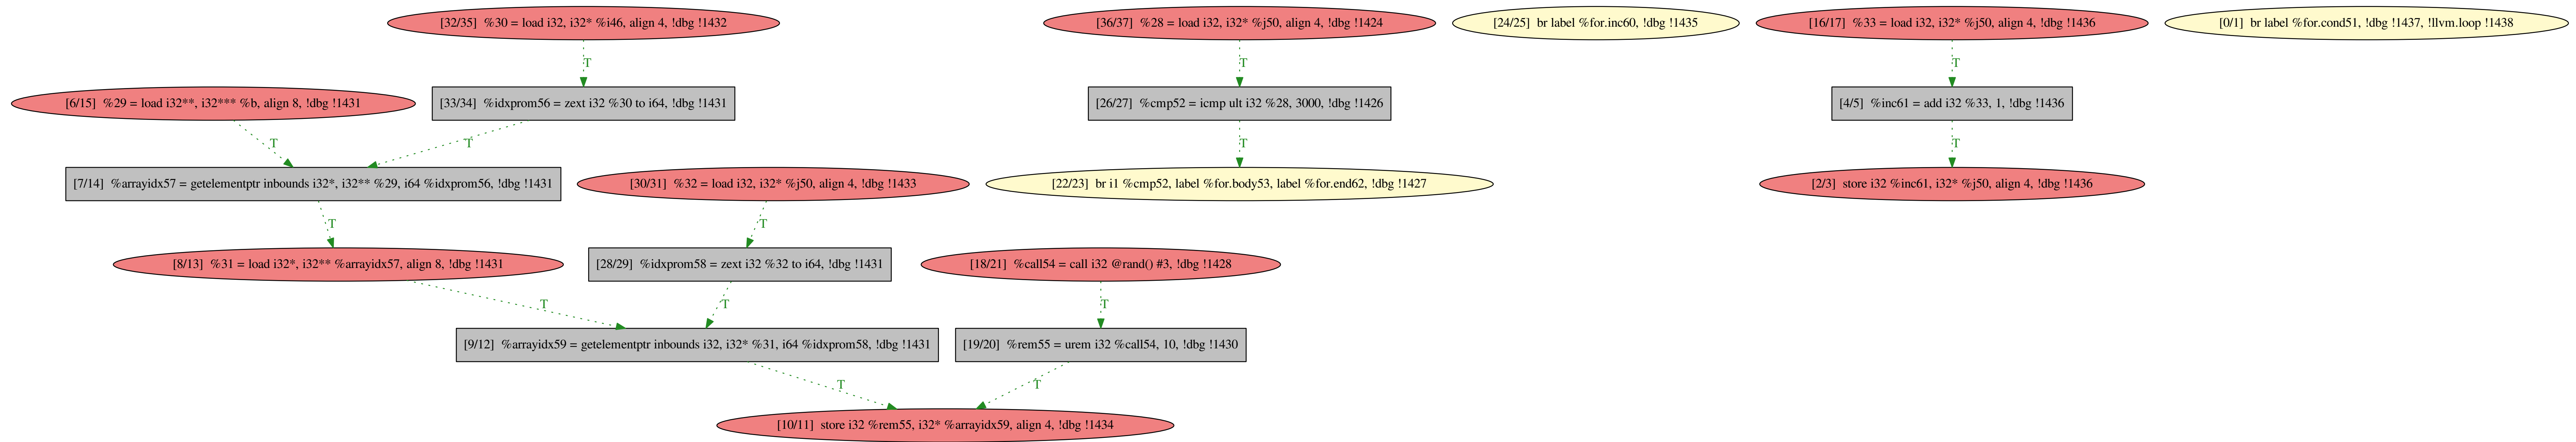 [32/35]  %30 = load i32, i32* %i46, align 4, !dbg !1432
[36/37]  %28 = load i32, i32* %j50, align 4, !dbg !1424
[24/25]  br label %for.inc60, !dbg !1435
[16/17]  %33 = load i32, i32* %j50, align 4, !dbg !1436
[0/1]  br label %for.cond51, !dbg !1437, !llvm.loop !1438
T
T
T
[6/15]  %29 = load i32**, i32*** %b, align 8, !dbg !1431
[33/34]  %idxprom56 = zext i32 %30 to i64, !dbg !1431
[26/27]  %cmp52 = icmp ult i32 %28, 3000, !dbg !1426
[4/5]  %inc61 = add i32 %33, 1, !dbg !1436
T
T
T
T
[7/14]  %arrayidx57 = getelementptr inbounds i32*, i32** %29, i64 %idxprom56, !dbg !1431
[30/31]  %32 = load i32, i32* %j50, align 4, !dbg !1433
[22/23]  br i1 %cmp52, label %for.body53, label %for.end62, !dbg !1427
[2/3]  store i32 %inc61, i32* %j50, align 4, !dbg !1436
T
T
[8/13]  %31 = load i32*, i32** %arrayidx57, align 8, !dbg !1431
[28/29]  %idxprom58 = zext i32 %32 to i64, !dbg !1431
[18/21]  %call54 = call i32 @rand() #3, !dbg !1428
T
T
T
[9/12]  %arrayidx59 = getelementptr inbounds i32, i32* %31, i64 %idxprom58, !dbg !1431
[19/20]  %rem55 = urem i32 %call54, 10, !dbg !1430
T
T
[10/11]  store i32 %rem55, i32* %arrayidx59, align 4, !dbg !1434